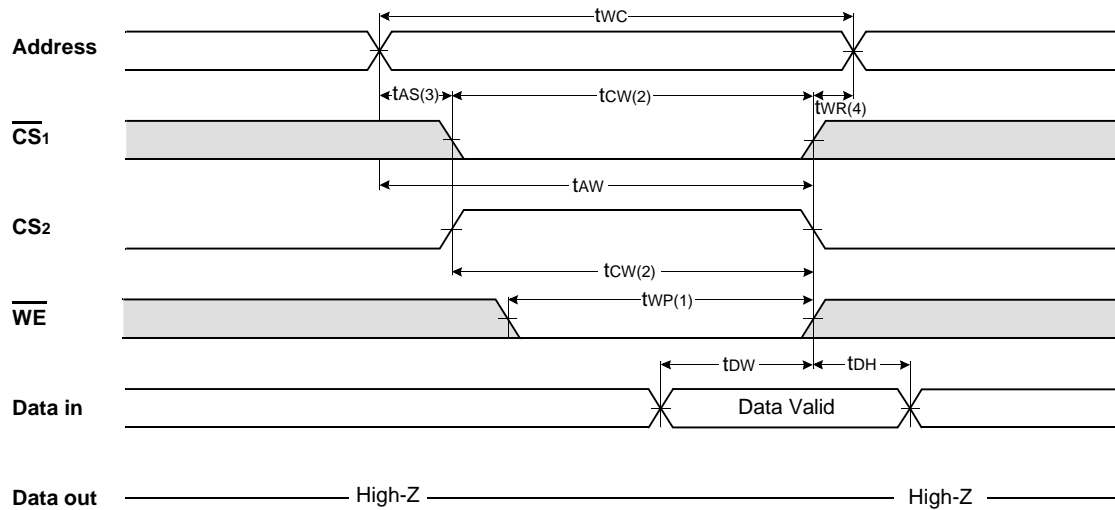 tWC
Address
tAS(3)
tCW(2)
tWR(4)
CS1
tAW
CS2
tCW(2)
tWP(1)
WE
tDW
tDH
Data in
Data Valid
Data out
High-Z
High-Z